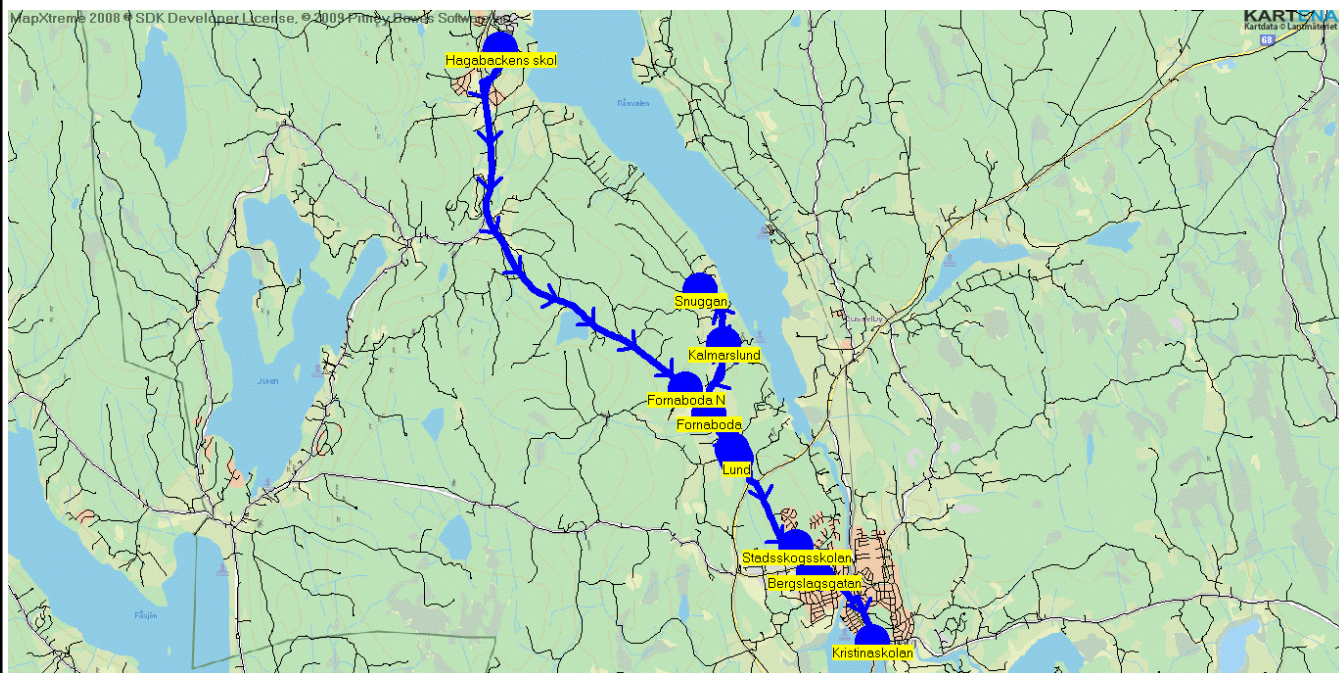 MapXtreme 2008 ® SDK Developer License, © 2009 Pitney Bowes Software
KARTENA
Kartdata © Lantmäteriet
68
Hagabackens skol
Råsvalen
Snuggan
Kalmarslund
Usken
Fornaboda N
Fornaboda
Lund
Stadsskogsskolan
Bergslagsgatan
Fåsjön
Kristinaskolan